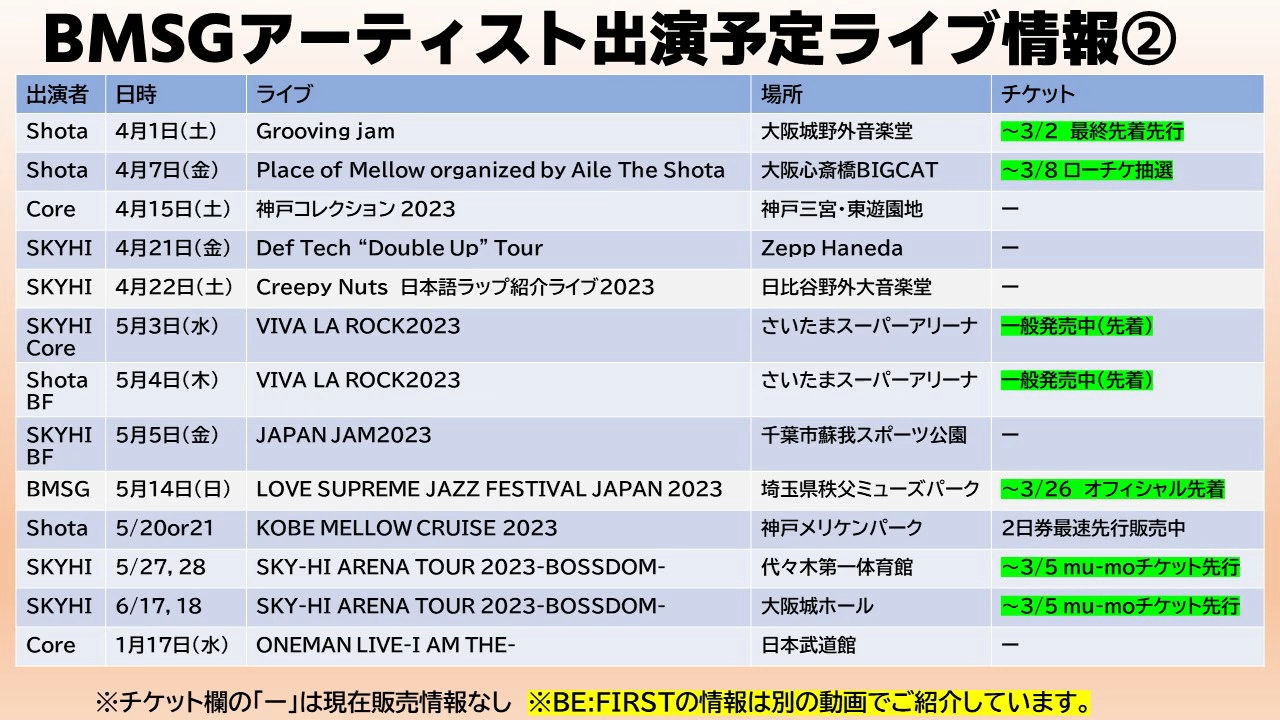 BMSGアーティスト出演予定ライブ情報②
出演者 日時 ライブ 場所 チケット
Shota 4月1日(土) Grooving jam 大阪城野外音楽堂 ～3/2 最終先着先行
Shota 4月7日(金) Place of Mellow organized by Aile The Shota 大阪心斎橋BIGCAT ～3/8 ローチケ抽選
Core 4月15日(土) 神戸コレクション 2023 神戸三宮・東遊園地 ー
SKYHI 4月21日(金) Def Tech “Double Up” Tour Zepp Haneda ー
SKYHI 4月22日(土) Creepy Nuts 日本語ラップ紹介ライブ2023 日比谷野外大音楽堂 ー
SKYHI 5月3日(水) VIVA LA ROCK2023 さいたまスーパーアリーナ 一般発売中(先着)
Core
Shota 5月4日(木) VIVA LA ROCK2023 さいたまスーパーアリーナ 一般発売中(先着)
BF
SKYHI 5月5日(金) JAPAN JAM2023 千葉市蘇我スポーツ公園 ー
BF
BMSG 5月14日(日) LOVE SUPREME JAZZ FESTIVAL JAPAN 2023 埼玉県秩父ミューズパーク ～3/26 オフィシャル先着
Shota 5/20or21 KOBE MELLOW CRUISE 2023 神戸メリケンパーク 2日券最速先行販売中
SKYHI 5/27, 28 SKY-HI ARENA TOUR 2023-BOSSDOM- 代々木第一体育館 ～3/5 mu-moチケット先行
SKYHI 6/17, 18 SKY-HI ARENA TOUR 2023-BOSSDOM- 大阪城ホール ～3/5 mu-moチケット先行
Core 1月17日(水) ONEMAN LIVE-I AM THE- 日本武道館 ー
※チケット欄の「ー」は現在販売情報なし ※BE:FIRSTの情報は別の動画でご紹介しています。